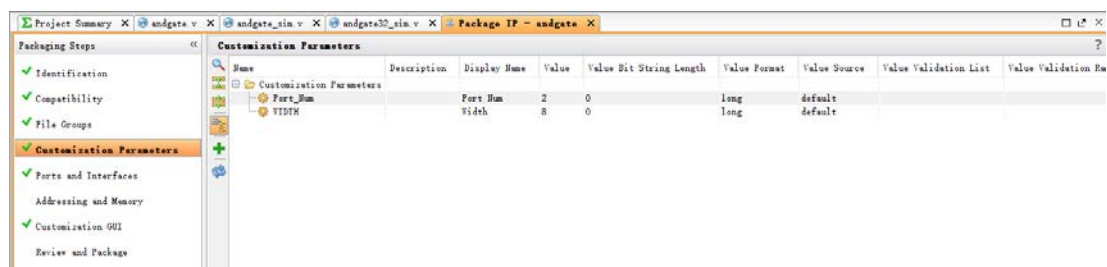 Project Summary × andgate.v × andgate_sim.v × andgate32_sim.v × Package IP - andgate ×
Packaging Steps «
Identification
Compatibility
File Groups
Customization Parameters
Ports and Interfaces
Addressing and Memory
Customization GUI
Review and Package
Customization Parameters ?
Name Description Display Name Value Value Bit String Length Value Format Value Source Value Validation List Value Validation Ra
Customization Parameters
Port_Num Port Num 2 0 long default
WIDTH Width 8 0 long default